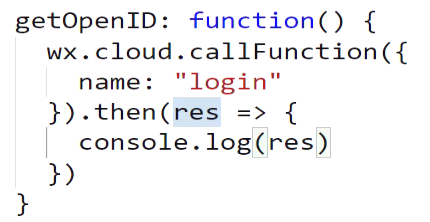 getOpenID: function() {
  wx.cloud.callFunction({
    name: "login"
  }).then(res => {
    console.log(res)
  })
}